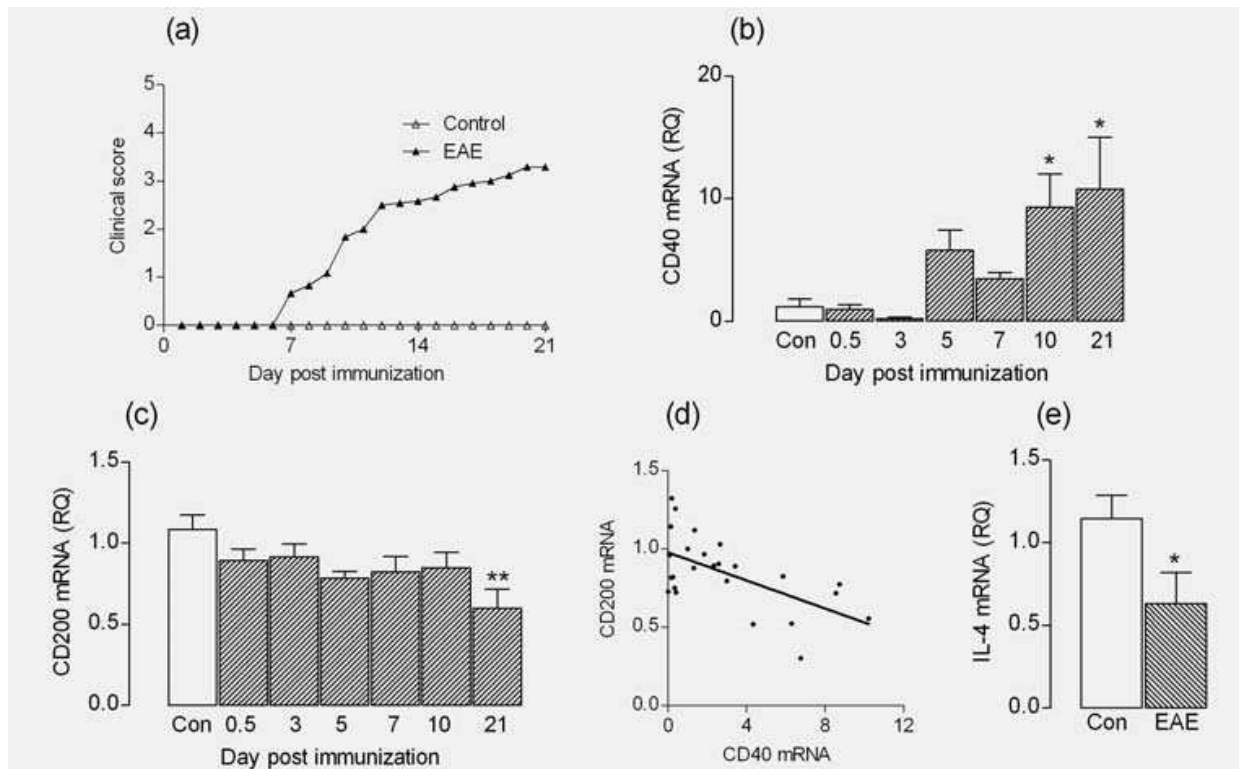 (a)
5
4
3
2
1
0
Clinical score
Control
EAE
0 7 14 21
Day post immunization
(b)
20
10
0
CD40 mRNA (RQ)
* *
Con 0.5 3 5 7 10 21
Day post immunization
(c)
1.5
1.0
0.5
0.0
CD200 mRNA (RQ)
**
Con 0.5 3 5 7 10 21
Day post immunization
(d)
1.5
1.0
0.5
0.0
CD200 mRNA
0 4 8 12
CD40 mRNA
(e)
1.5
1.0
0.5
0.0
IL-4 mRNA (RQ)
*
Con EAE